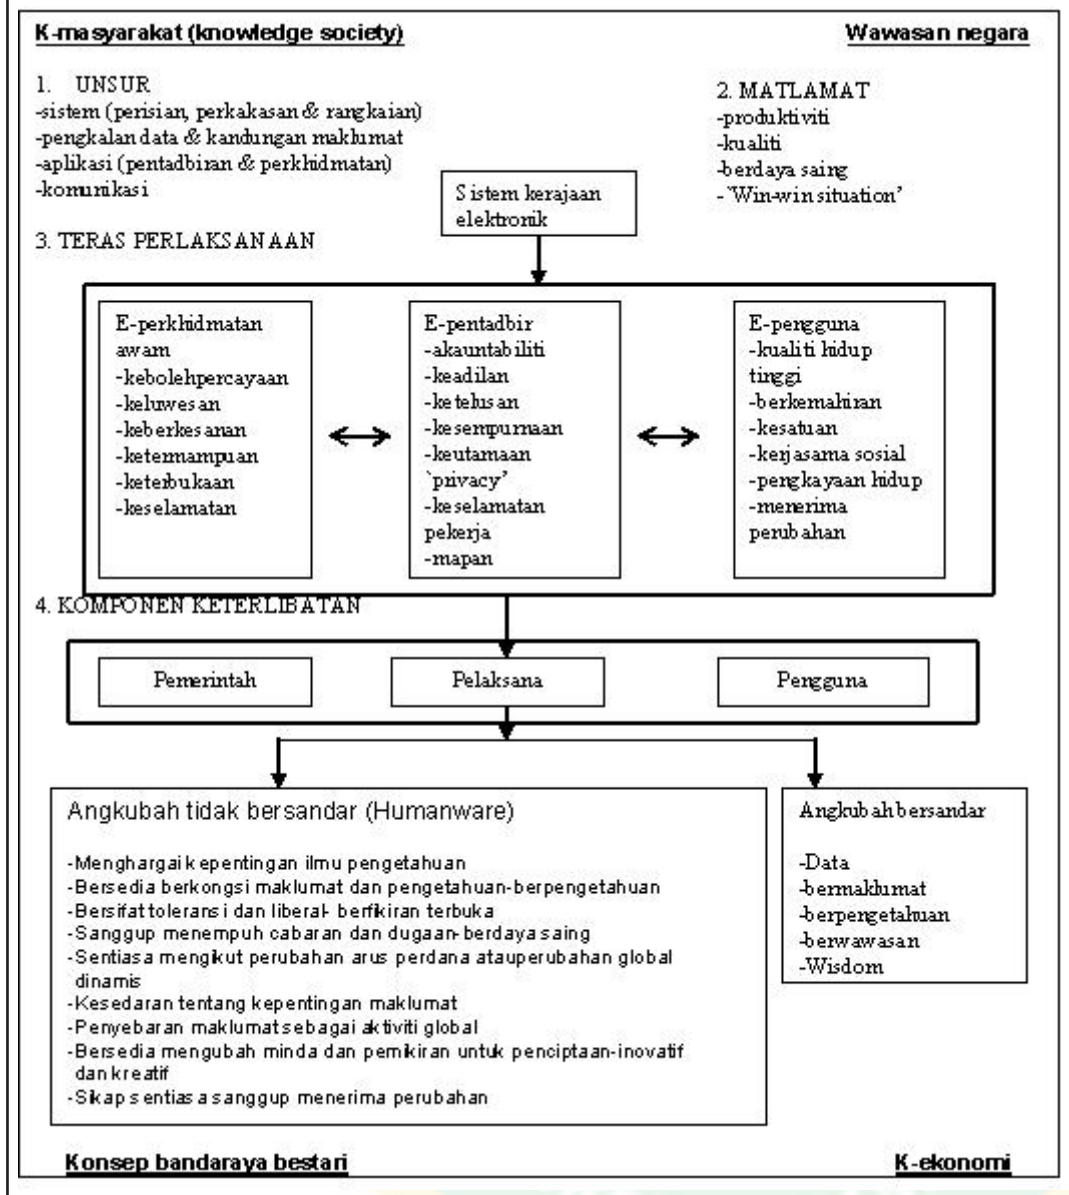 K-masyarakat (knowledge society)
Wawasan negara
1. UNSUR
-sistem (perisian, perkakasan & rangkaian)
-pengkalan data & kandungan maklumat
-aplikasi (pentadbiran & perkhidmatan)
-komunikasi
2. MATLAMAT
-produktiviti
-kualiti
-berdaya saing
- `Win-win situation'
Sistem kerajaan
elektronik
3. TERAS PERLAKSANAAN
E-perkhidmatan
awam
-kebolehpercayaan
-keluwesan
-keberkesanan
-ketermampuan
-keterbukaan
-keselamatan
E-pentadbir
-akauntabiliti
-keadilan
-ketelusan
-kesempurnaan
-keutamaan
`privacy'
-keselamatan
pekerja
-mapan
E-pengguna
-kualiti hidup
tinggi
-berkemahiran
-kesatuan
-kerjasama sosial
-pengkayaan hidup
-menerima
perubahan
4. KOMPONEN KETERLIBATAN
Pemerintah
Pelaksana
Pengguna
Angkubah tidak bersandar (Humanware)
-Menghargai kepentingan ilmu pengetahuan
-Bersedia berkongsi maklumat dan pengetahuan-berpengetahuan
-Bersifat toleransi dan liberal- berfikiran terbuka
-Sanggup menempuh cabaran dan dugaan-berdaya saing
-Sentiasa mengikut perubahan arus perdana atauperubahan global
dinamis
-Kesedaran tentang kepentingan maklumat
-Penyebaran maklumat sebagai aktiviti global
-Bersedia mengubah minda dan pemikiran untuk penciptaan-inovatif
dan kreatif
-Sikap sentiasa sanggup menerima perubahan
Angkubah bersandar
-Data
-bermaklumat
-berpengetahuan
-berwawasan
-Wisdom
Konsep bandaraya bestari
K-ekonomi